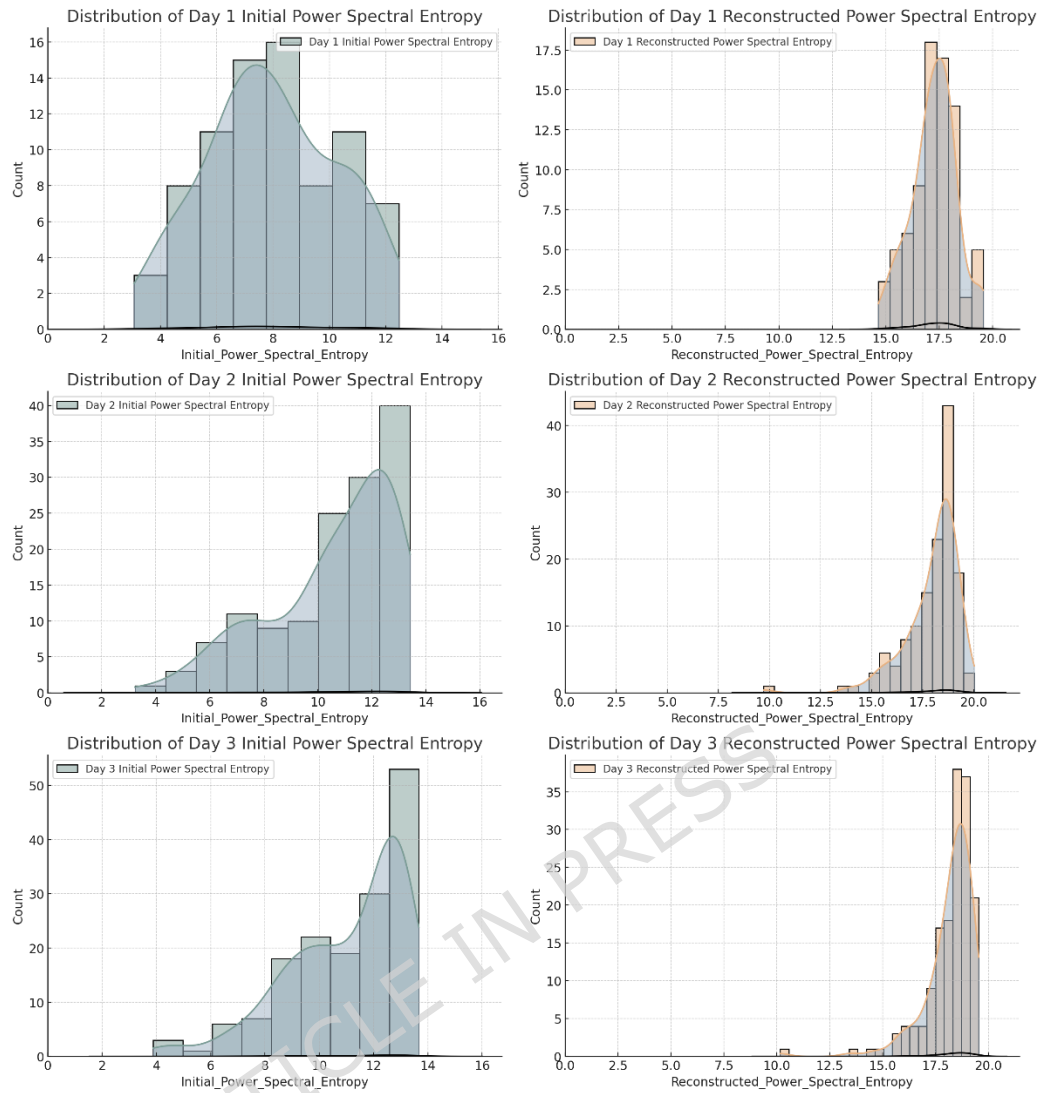 Distribution of Day 1 Initial Power Spectral Entropy
Day 1 Initial Power Spectral Entropy
Count
16
14
12
10
8
6
4
2
0
0 2 4 6 8 10 12 14 16
Initial_Power_Spectral_Entropy
Distribution of Day 1 Reconstructed Power Spectral Entropy
Day 1 Reconstructed Power Spectral Entropy
Count
17.5
15.0
12.5
10.0
7.5
5.0
2.5
0.0
0.0 2.5 5.0 7.5 10.0 12.5 15.0 17.5 20.0
Reconstructed_Power_Spectral_Entropy
Distribution of Day 2 Initial Power Spectral Entropy
Day 2 Initial Power Spectral Entropy
Count
40
35
30
25
20
15
10
5
0
0 2 4 6 8 10 12 14 16
Initial_Power_Spectral_Entropy
Distribution of Day 2 Reconstructed Power Spectral Entropy
Day 2 Reconstructed Power Spectral Entropy
Count
40
30
20
10
0
0.0 2.5 5.0 7.5 10.0 12.5 15.0 17.5 20.0
Reconstructed_Power_Spectral_Entropy
Distribution of Day 3 Initial Power Spectral Entropy
Day 3 Initial Power Spectral Entropy
Count
50
40
30
20
10
0
0 2 4 6 8 10 12 14 16
Initial_Power_Spectral_Entropy
Distribution of Day 3 Reconstructed Power Spectral Entropy
Day 3 Reconstructed Power Spectral Entropy
Count
35
30
25
20
15
10
5
0
0.0 2.5 5.0 7.5 10.0 12.5 15.0 17.5 20.0
Reconstructed_Power_Spectral_Entropy
TICLE IN PRESS